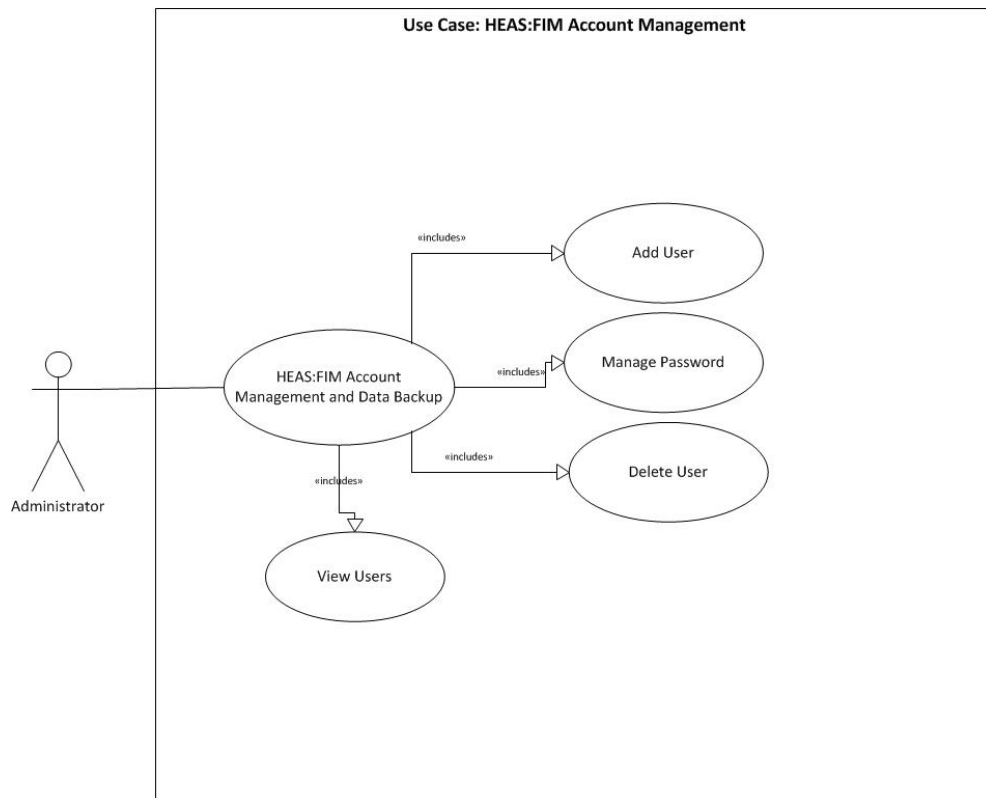 Use Case: HEAS:FIM Account Management
«includes»
Add User
HEAS:FIM Account
Management and Data Backup
«includes»
Manage Password
«includes»
Delete User
«includes»
Administrator
View Users